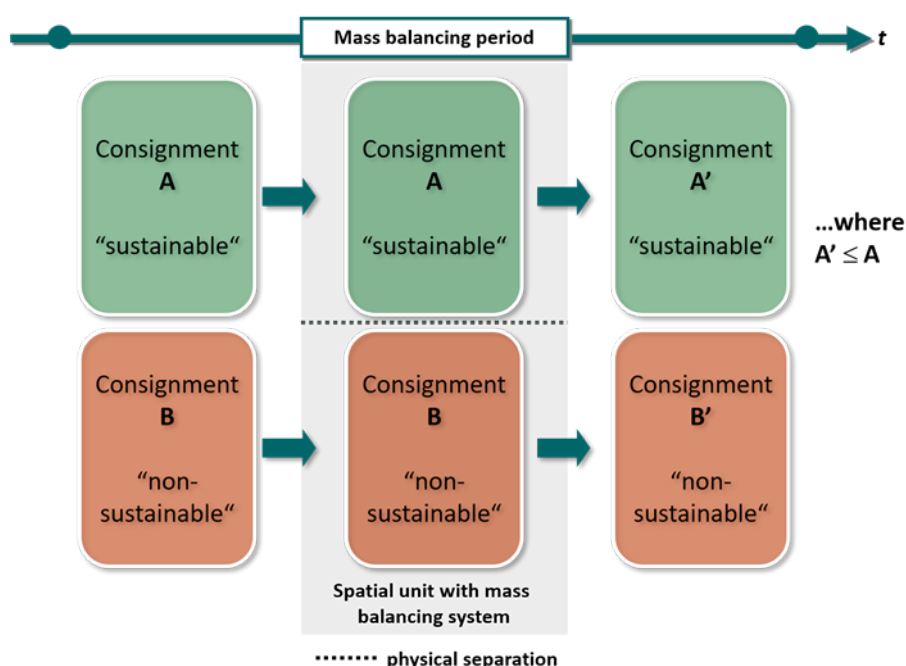 Mass balancing period
t
Consignment
A
“sustainable“
Consignment
A
“sustainable“
Consignment
A’
“sustainable“
...where
A’ ≤ A
Consignment
B
“non-
sustainable“
Consignment
B
“non-
sustainable“
Consignment
B’
“non-
sustainable“
Spatial unit with mass
balancing system
physical separation